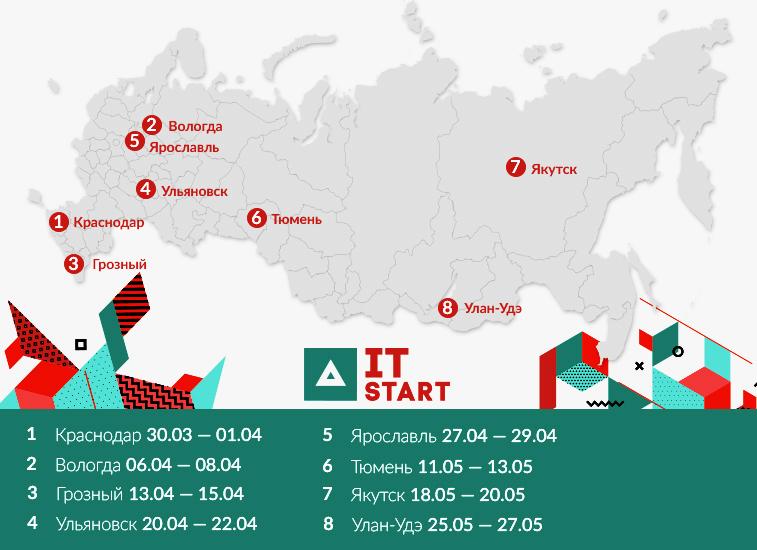 2 Вологда
5 Ярославль
7 Якутск
4 Ульяновск
6 Тюмень
1 Краснодар
3 Грозный
8 Улан-Удэ
IT
START
1 Краснодар 30.03 — 01.04
2 Вологда 06.04 — 08.04
3 Грозный 13.04 — 15.04
4 Ульяновск 20.04 — 22.04
5 Ярославль 27.04 — 29.04
6 Тюмень 11.05 — 13.05
7 Якутск 18.05 — 20.05
8 Улан-Удэ 25.05 — 27.05